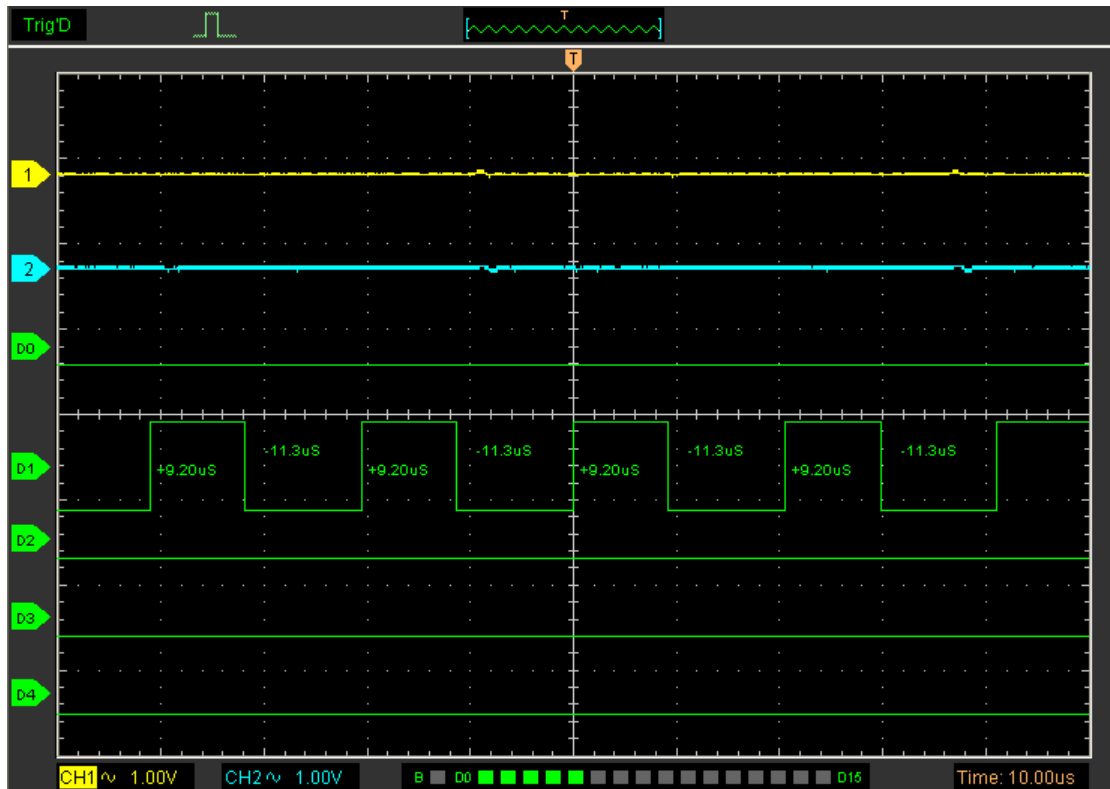 Trig'D
T
T
1
2
D0
D1
-11.3uS -11.3uS -11.3uS -11.3uS
+9.20uS +9.20uS +9.20uS +9.20uS
D2
D3
D4
CH1 ∿ 1.00V CH2 ∿ 1.00V B D0 D15 Time: 10.00us